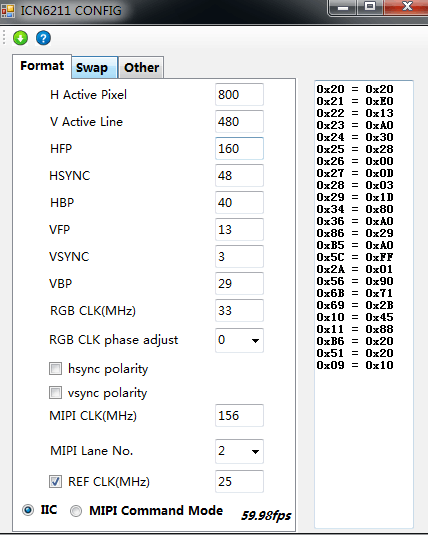 ICN6211 CONFIG
Format Swap Other
H Active Pixel 800
V Active Line 480
HFP 160
HSYNC 48
HBP 40
VFP 13
VSYNC 3
VBP 29
RGB CLK(MHz) 33
RGB CLK phase adjust 0
hsync polarity
vsync polarity
MIPI CLK(MHz) 156
MIPI Lane No. 2
REF CLK(MHz) 25
IIC MIPI Command Mode 59.98fps
0x20 = 0x20
0x21 = 0xE0
0x22 = 0x13
0x23 = 0xA0
0x24 = 0x30
0x25 = 0x28
0x26 = 0x00
0x27 = 0x0D
0x28 = 0x03
0x29 = 0x1D
0x34 = 0x80
0x36 = 0xA0
0x86 = 0x29
0xB5 = 0xA0
0x5C = 0xFF
0x2A = 0x01
0x56 = 0x90
0x6B = 0x71
0x69 = 0x2B
0x10 = 0x45
0x11 = 0x88
0xB6 = 0x20
0x51 = 0x20
0x09 = 0x10